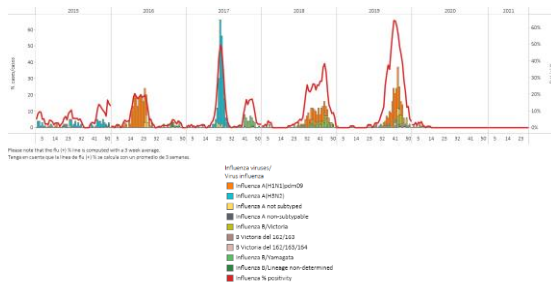 2015 2016 2017 2018 2019 2020 2021
60
50
40
30
20
10
0
60%
50%
40%
30%
20%
10%
0%
% cases/casos
Please note that the flu (+) % line is computed with a 3-week average.
Tenga en cuenta que la línea de flu (+) % se calcula con un promedio de 3 semanas.
Influenza viruses/
Virus influenza
Influenza A(H1N1)pdm09
Influenza A(H3N2)
Influenza A not subtyped
Influenza A non-subtypable
Influenza B/Victoria
B Victoria del 162/163
B Victoria del 162/163/164
Influenza B/Yamagata
Influenza B/Lineage non-determined
Influenza % positivity